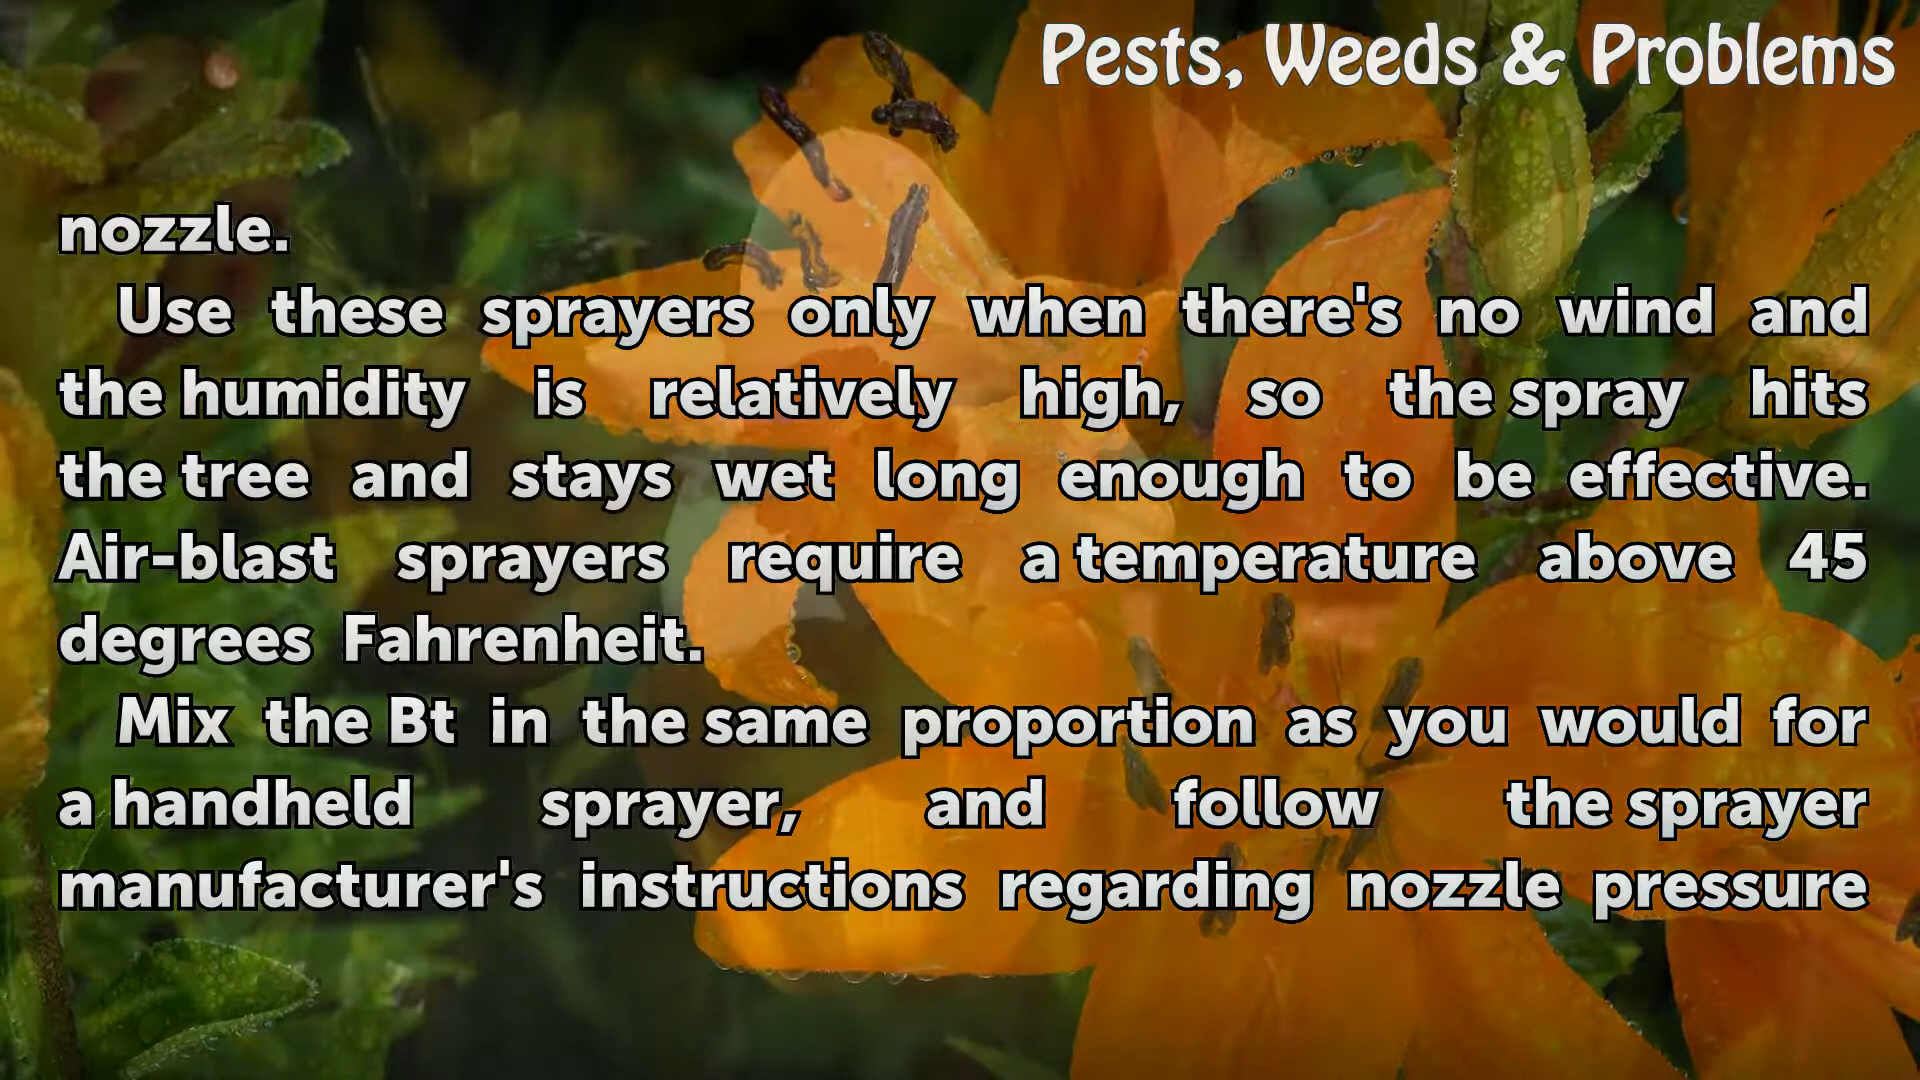 Pests, Weeds & Problems
nozzle.
Use these sprayers only when there's no wind and
the humidity is relatively high, so the spray hits
the tree and stays wet long enough to be effective.
Air-blast sprayers require a temperature above 45
degrees Fahrenheit.
Mix the Bt in the same proportion as you would for
a handheld sprayer, and follow the sprayer
manufacturer's instructions regarding nozzle pressure